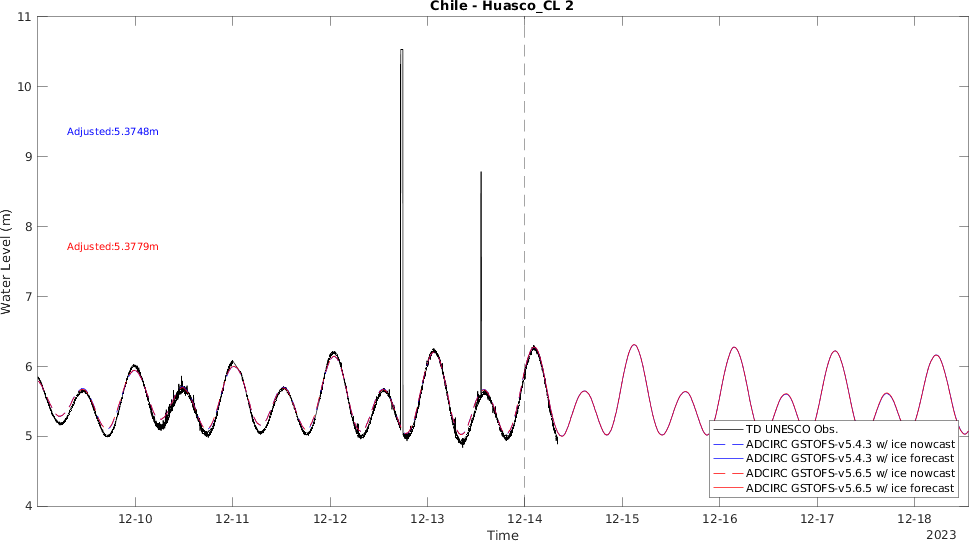 Chile - Huasco_CL 2
11
10
9
8
7
6
5
4
Water Level (m)
Adjusted:5.3748m
Adjusted:5.3779m
TD UNESCO Obs.
ADCIRC GSTOFS-v5.4.3 w/ ice nowcast
ADCIRC GSTOFS-v5.4.3 w/ ice forecast
ADCIRC GSTOFS-v5.6.5 w/ ice nowcast
ADCIRC GSTOFS-v5.6.5 w/ ice forecast
12-10 12-11 12-12 12-13 12-14 12-15 12-16 12-17 12-18
Time
2023